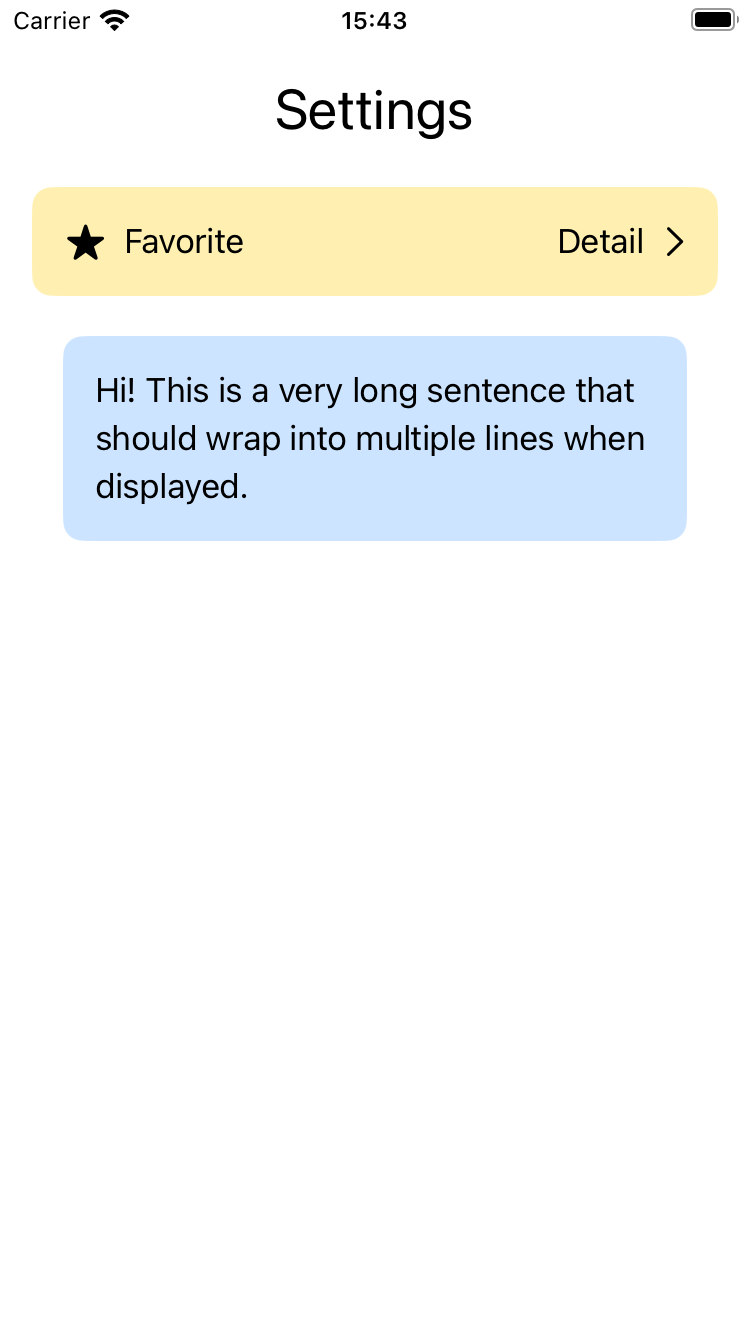 Carrier 15:43
Settings
Favorite Detail
Hi! This is a very long sentence that
should wrap into multiple lines when
displayed.